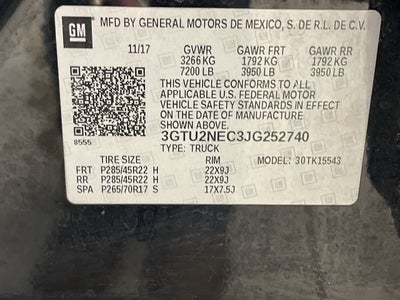 GM
MFD BY GENERAL MOTORS DE MEXICO, S. DE R.L. DE C.V.
11/17 GVWR GAWR FRT GAWR RR
3266 KG 1792 KG 1792 KG
7200 LB 3950 LB 3950 LB
THIS VEHICLE CONFORMS TO ALL
APPLICABLE U.S. FEDERAL MOTOR
VEHICLE SAFETY STANDARDS IN EFFECT
ON THE DATE OF MANUFACTURE SHOWN ABOVE.
3GTU2NEC3JG252740
8555 TYPE: TRUCK
TIRE SIZE RIM MODEL: 30TK15543
FRT P285/45R22 H 22X9J
RR P285/45R22 H 22X9J
SPA P265/70R17 S 17X7.5J